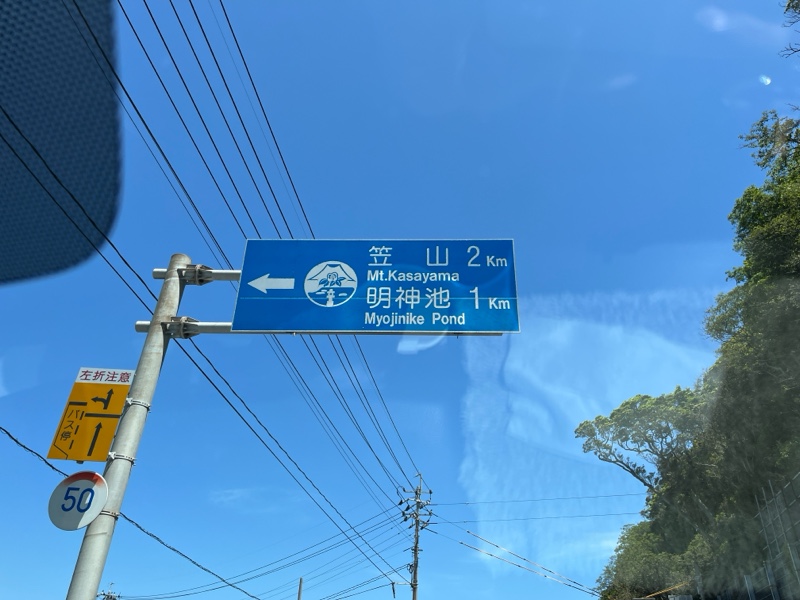 笠山 2 Km
Mt.Kasayama
明神池 1 Km
Myojinike Pond
左折注意
バス停
50